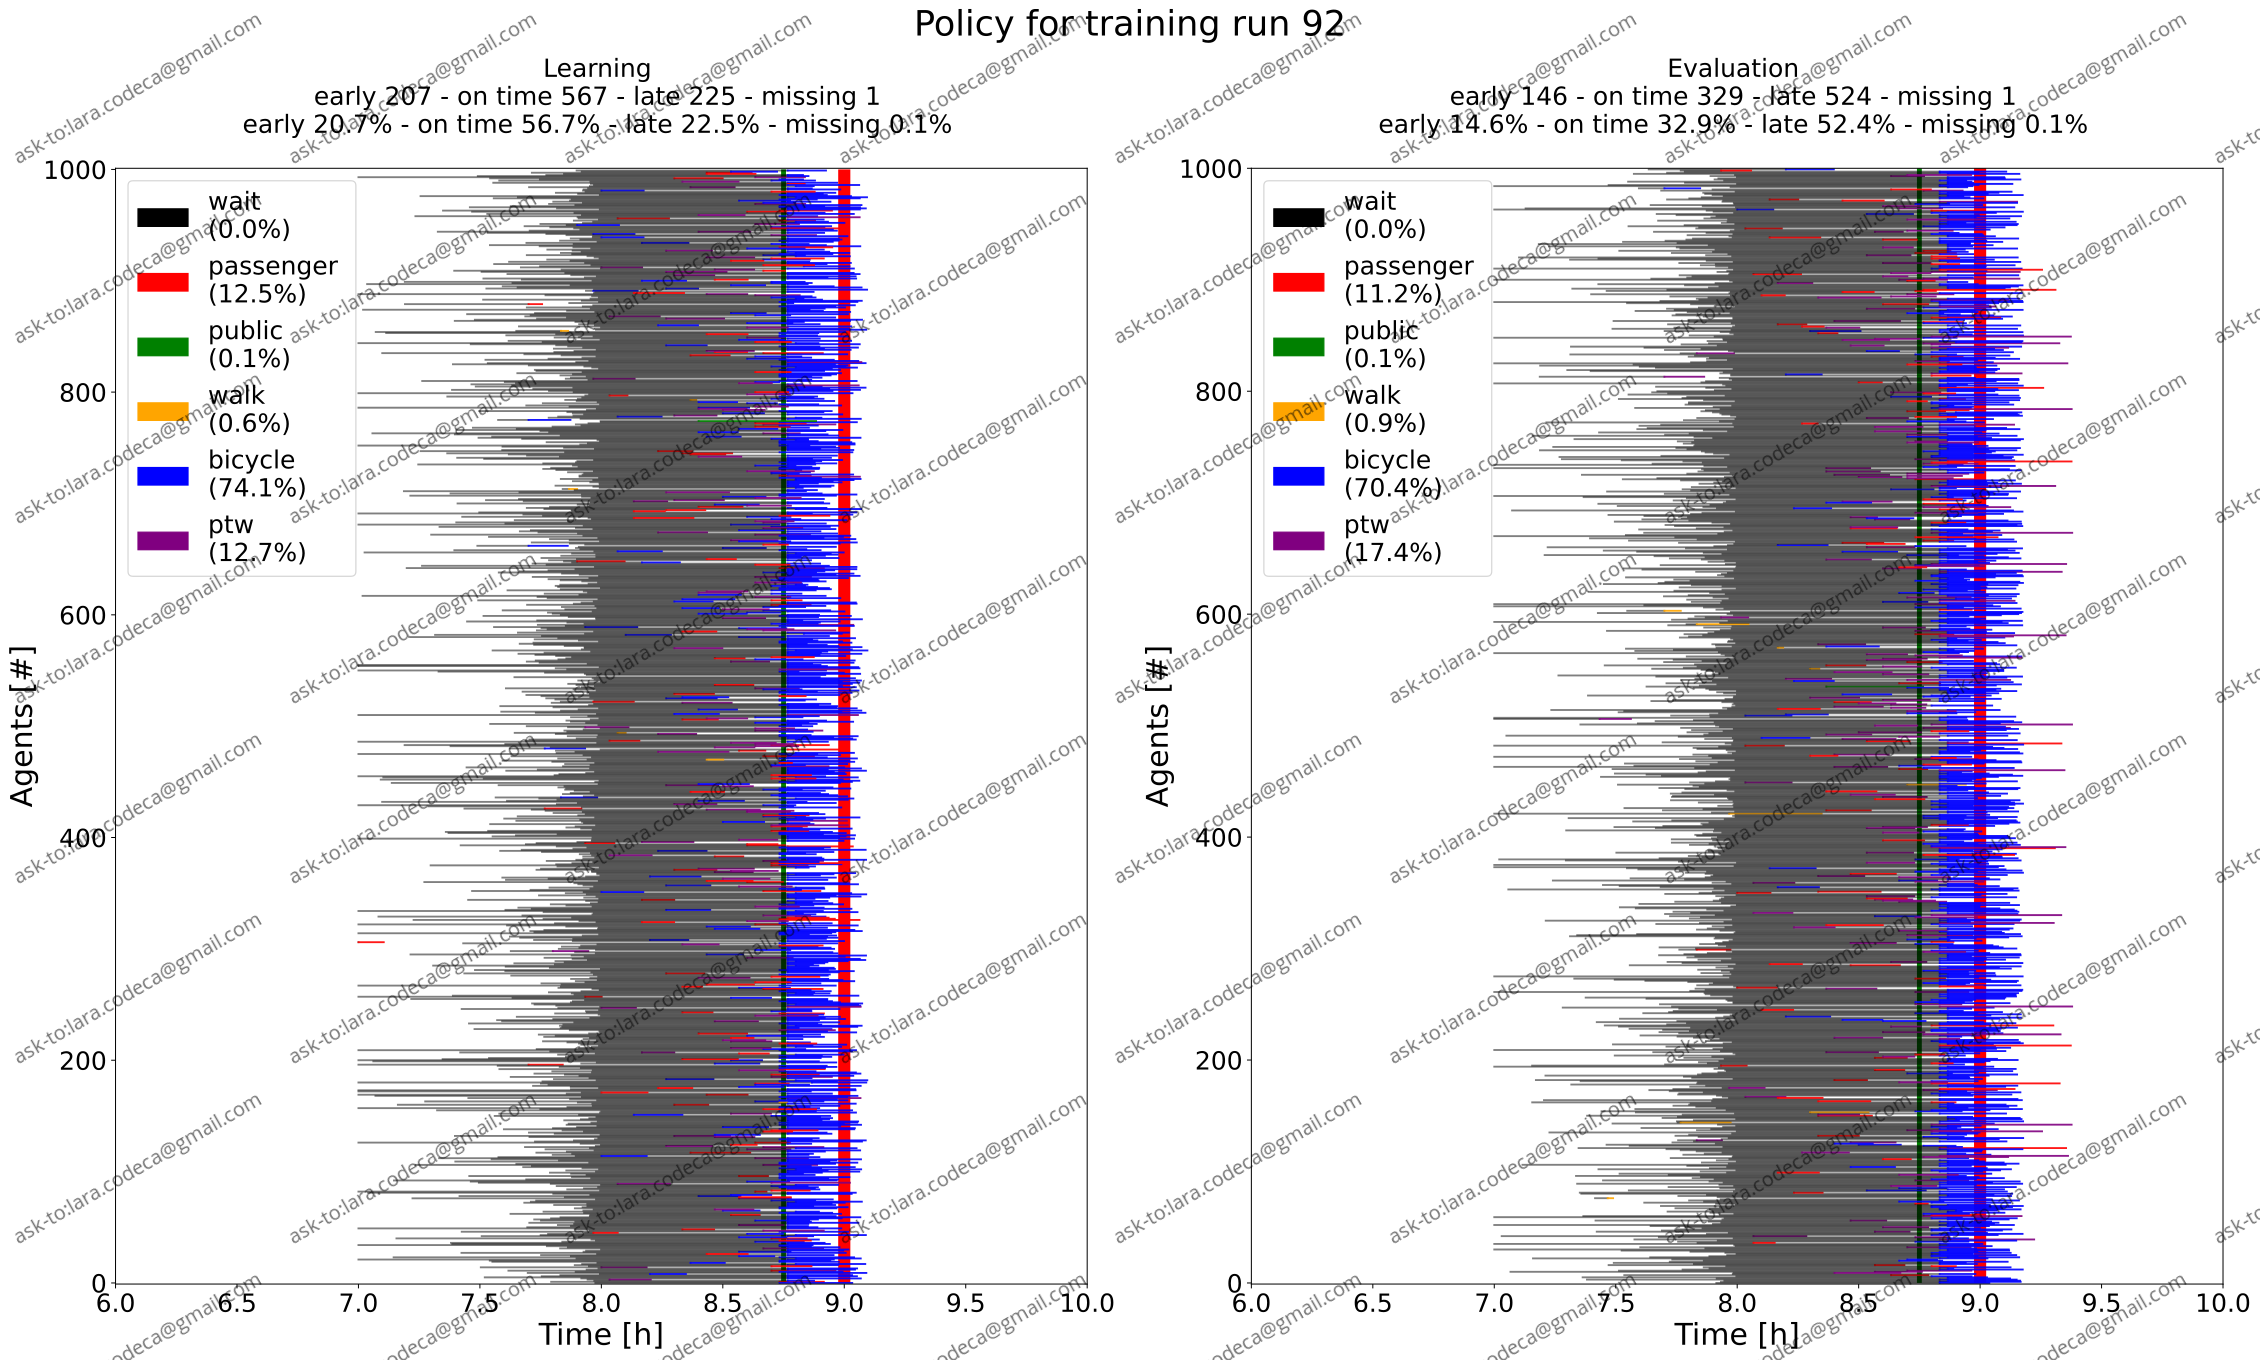 Policy for training run 92
Learning
early 207 - on time 567 - late 225 - missing 1
early 20.7% - on time 56.7% - late 22.5% - missing 0.1%
1000
800
600
400
200
0
Agents [#]
wait
(0.0%)
passenger
(12.5%)
public
(0.1%)
walk
(0.6%)
bicycle
(74.1%)
ptw
(12.7%)
6.0 6.5 7.0 7.5 8.0 8.5 9.0 9.5 10.0
Time [h]
Evaluation
early 146 - on time 329 - late 524 - missing 1
early 14.6% - on time 32.9% - late 52.4% - missing 0.1%
1000
800
600
400
200
0
Agents [#]
wait
(0.0%)
passenger
(11.2%)
public
(0.1%)
walk
(0.9%)
bicycle
(70.4%)
ptw
(17.4%)
6.0 6.5 7.0 7.5 8.0 8.5 9.0 9.5 10.0
Time [h]
ask-to:lara.codeca@gmail.com